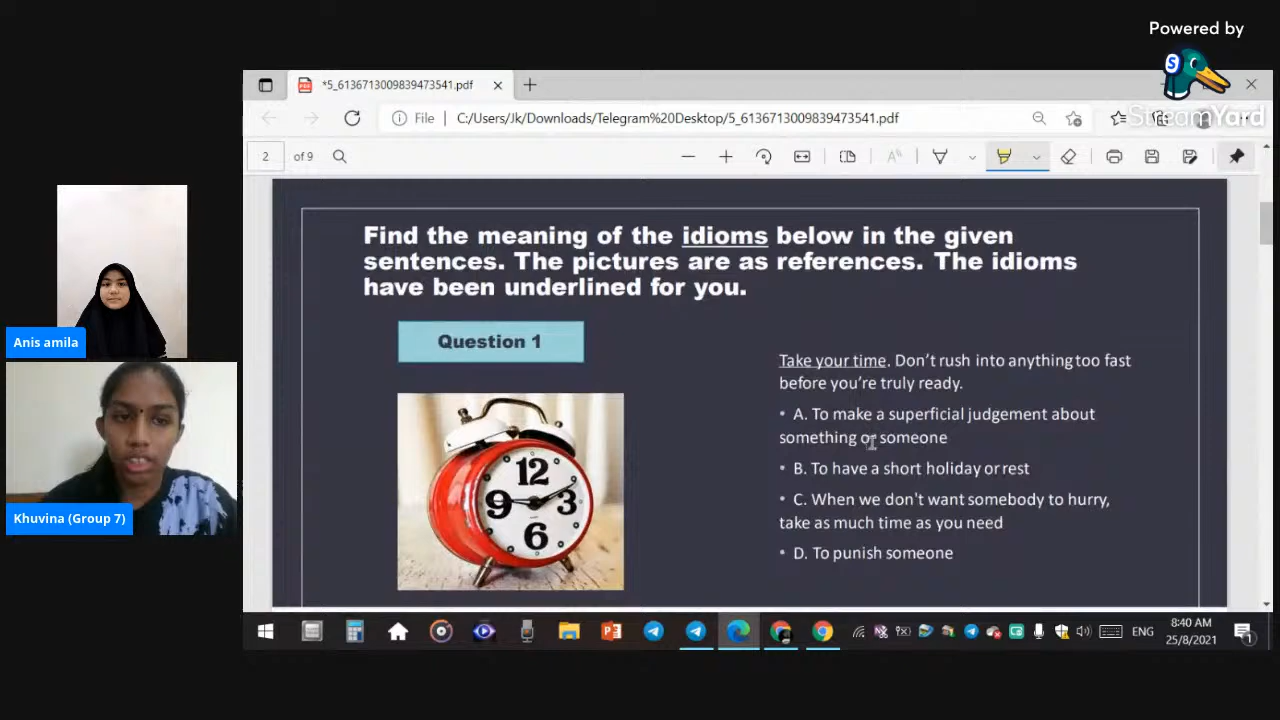 Powered by
StreamYard
*5_6136713009839473541.pdf
File
C:/Users/Jk/Downloads/Telegram%20Desktop/5_6136713009839473541.pdf
2
of 9
Find the meaning of the idioms below in the given
sentences. The pictures are as references. The idioms
have been underlined for you.
Question 1
12
9
3
6
Take your time. Don't rush into anything too fast
before you're truly ready.
• A. To make a superficial judgement about
something or someone
• B. To have a short holiday or rest
• C. When we don't want somebody to hurry,
take as much time as you need
• D. To punish someone
Anis amila
Khuvina (Group 7)
ENG
8:40 AM
25/8/2021